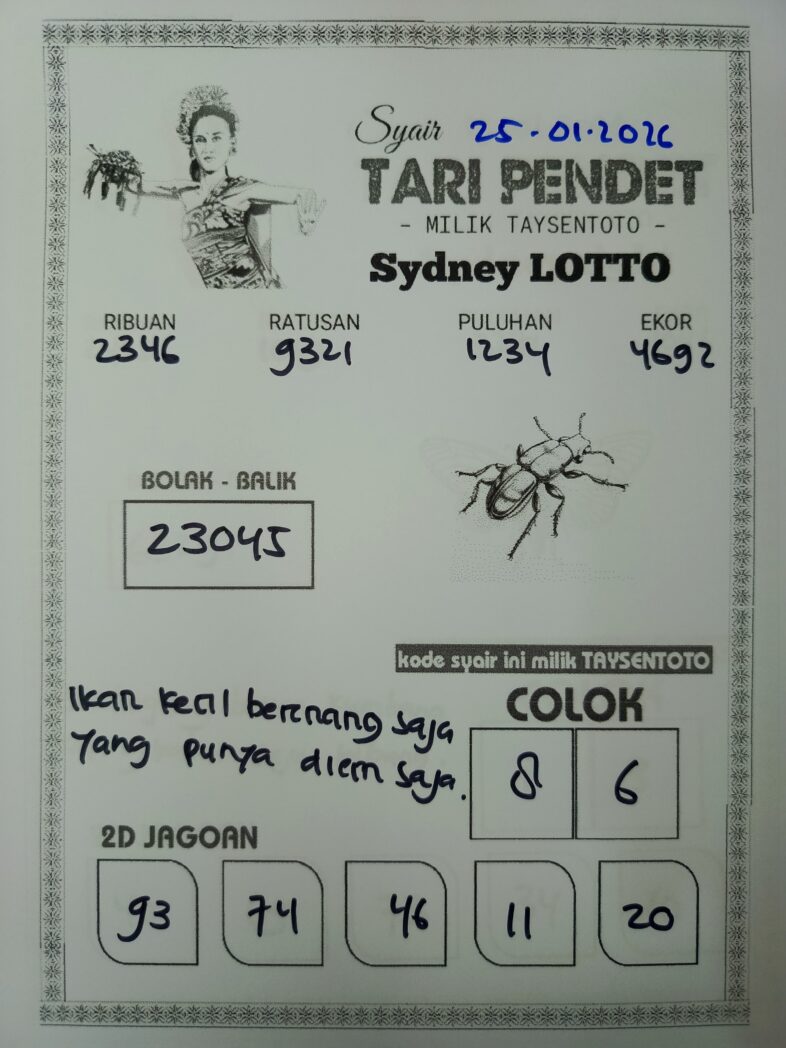 Syair 25-01-2026
TARI PENDET
- MILIK TAYSENTOTO -
Sydney LOTTO
RIBUAN RATUSAN PULUHAN EKOR
2346 9321 1234 4692
BOLAK - BALIK
23045
kode syair ini milik TAYSENTOTO
Ikan kecil berenang saja
Yang punya diem saja.
COLOK
8 6
2D JAGOAN
93 74 46 11 20